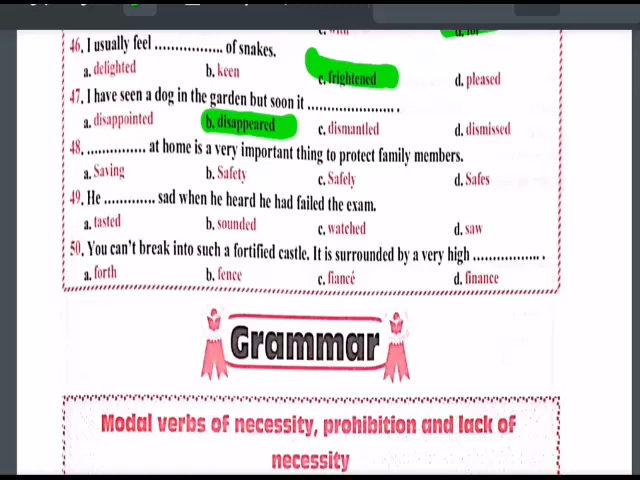 46. I usually feel ................. of snakes.
a. delighted b. keen c. frightened d. pleased
47. I have seen a dog in the garden but soon it ...................... .
a. disappointed b. disappeared c. dismantled d. dismissed
48. ............... at home is a very important thing to protect family members.
a. Saving b. Safety c. Safely d. Safes
49. He ............. sad when he heard he had failed the exam.
a. tasted b. sounded c. watched d. saw
50. You can't break into such a fortified castle. It is surrounded by a very high ................. .
a. forth b. fence c. fiancé d. finance
Grammar
Modal verbs of necessity, prohibition and lack of
necessity